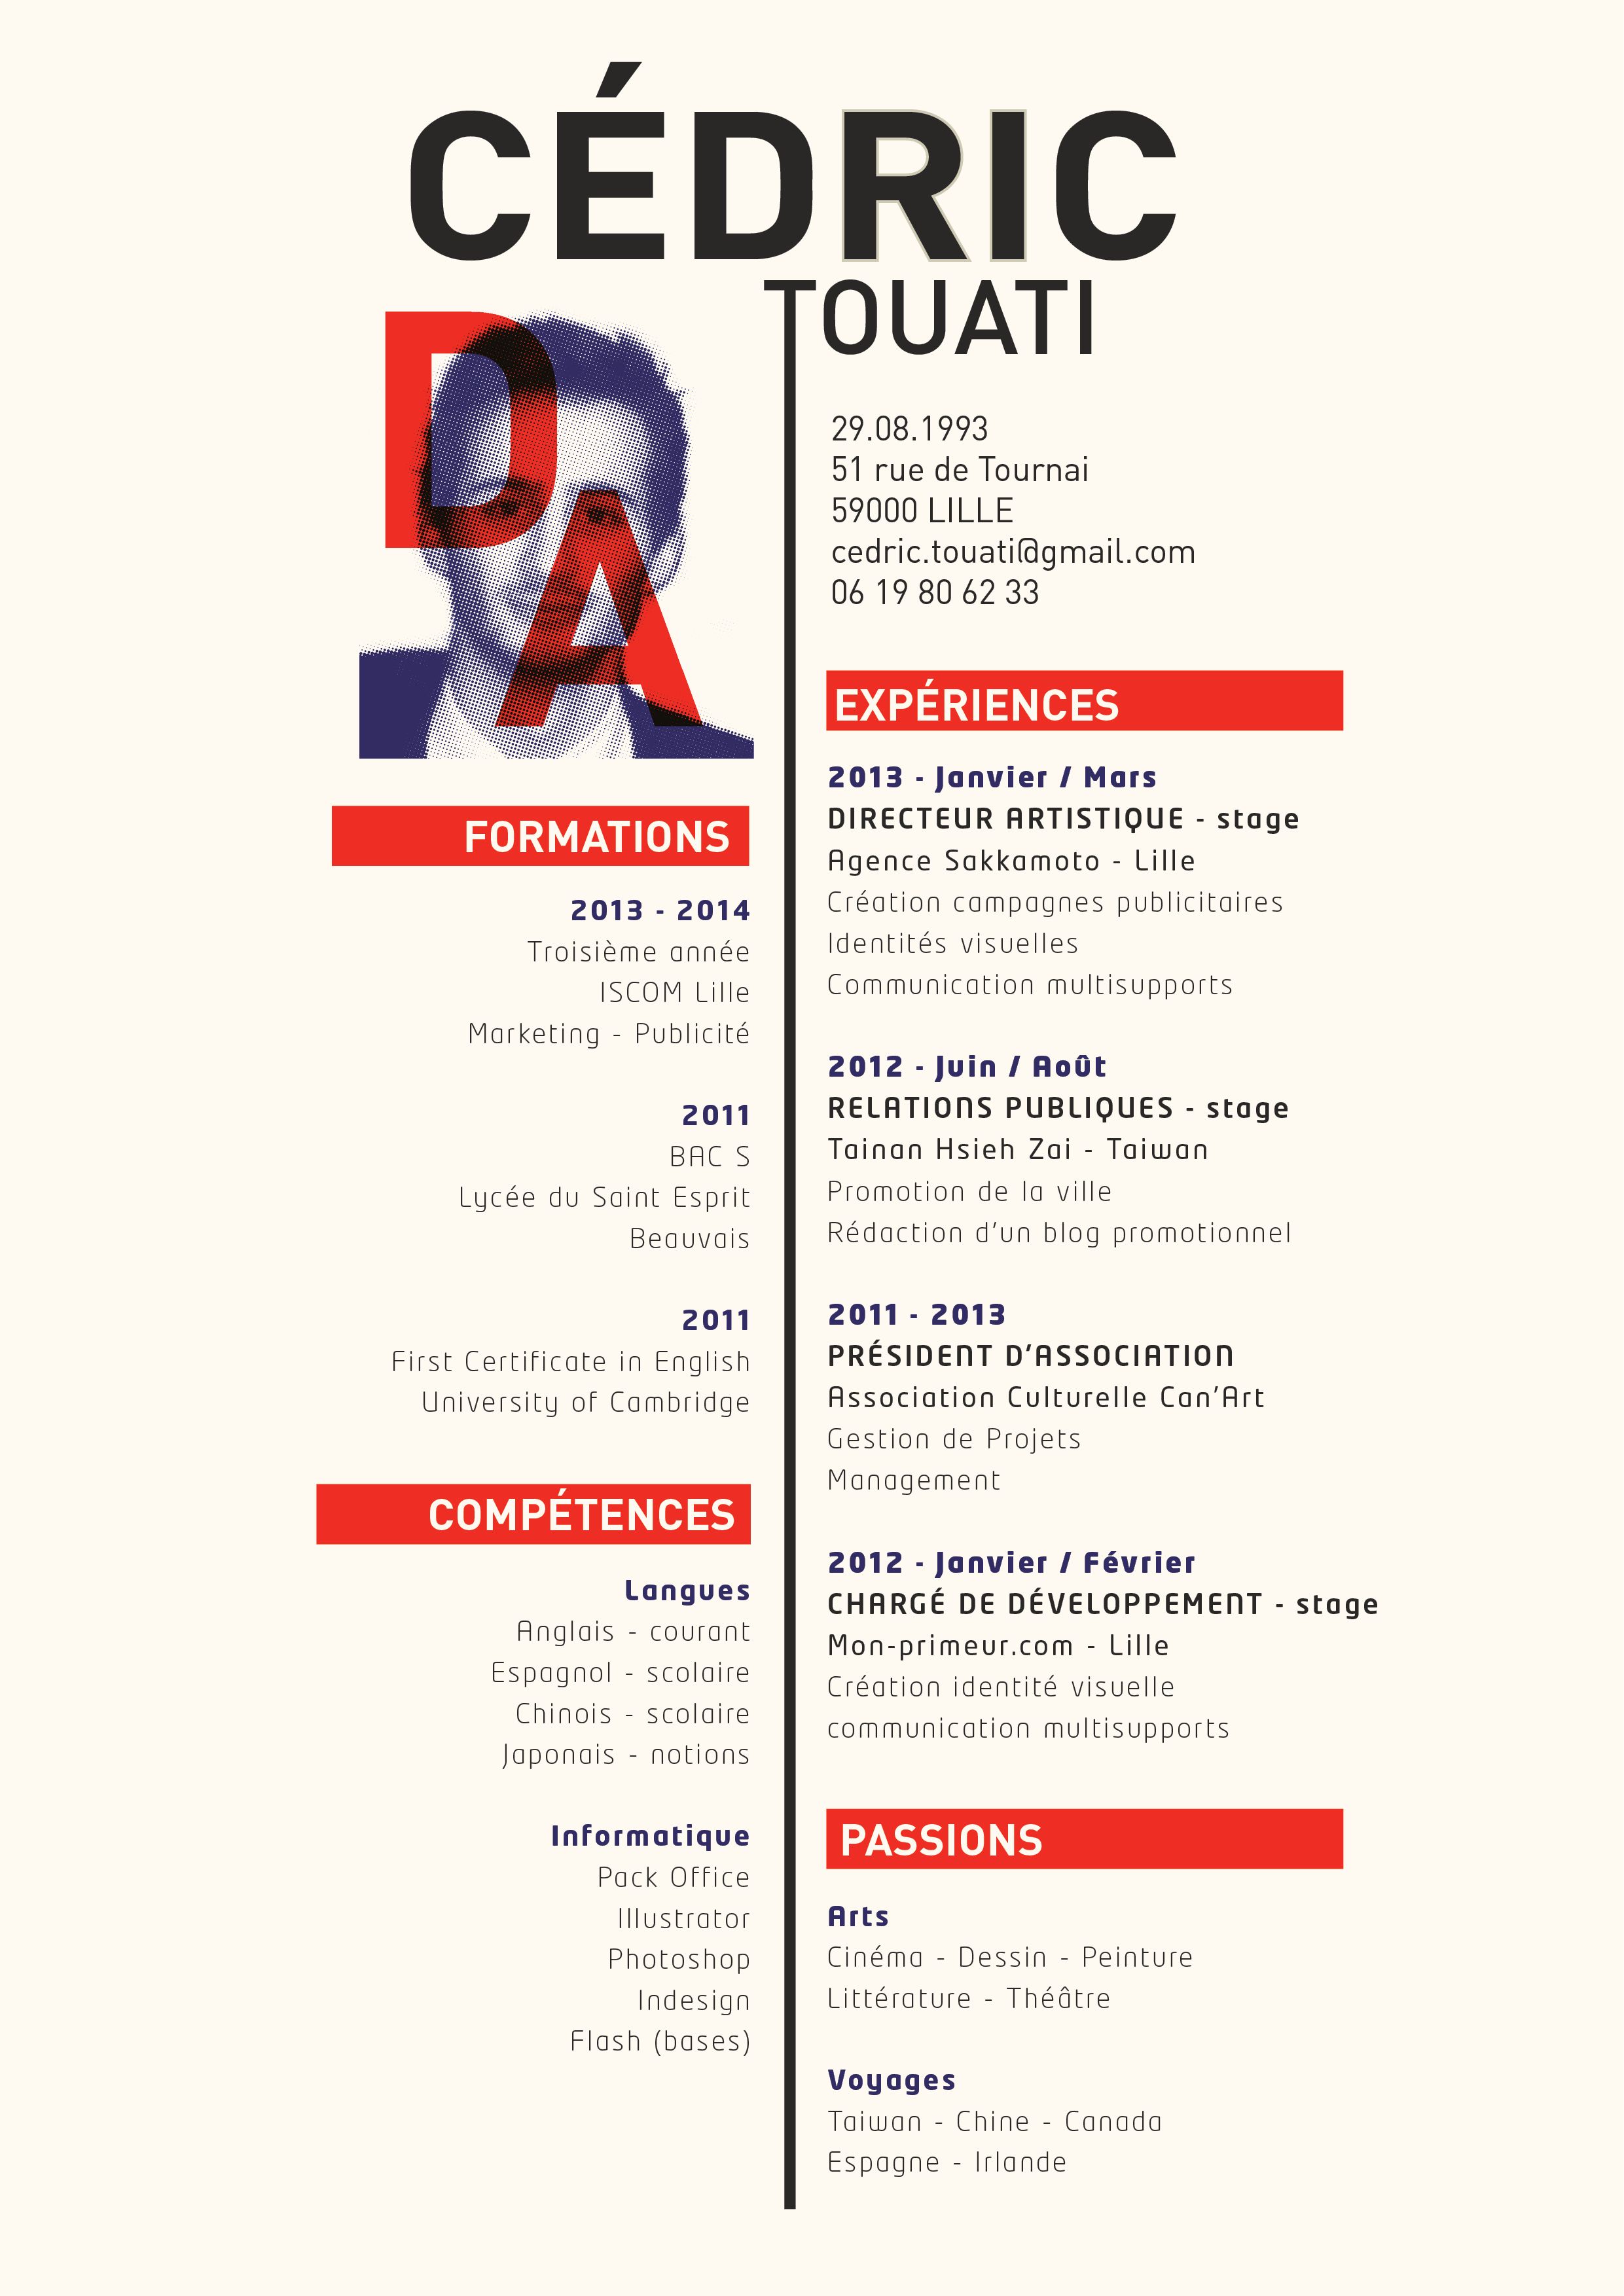 CÉDRIC
TOUATI
DA
29.08.1993
51 rue de Tournai
59000 LILLE
cedric.touati@gmail.com
06 19 80 62 33
FORMATIONS
2013 - 2014
Troisième année
ISCOM Lille
Marketing - Publicité
2011
BAC S
Lycée du Saint Esprit
Beauvais
2011
First Certificate in English
University of Cambridge
COMPÉTENCES
Langues
Anglais - courant
Espagnol - scolaire
Chinois - scolaire
Japonais - notions
Informatique
Pack Office
Illustrator
Photoshop
Indesign
Flash (bases)
EXPÉRIENCES
2013 - Janvier / Mars
DIRECTEUR ARTISTIQUE - stage
Agence Sakkamoto - Lille
Création campagnes publicitaires
Identités visuelles
Communication multisupports
2012 - Juin / Août
RELATIONS PUBLIQUES - stage
Tainan Hsieh Zai - Taiwan
Promotion de la ville
Rédaction d'un blog promotionnel
2011 - 2013
PRÉSIDENT D'ASSOCIATION
Association Culturelle Can'Art
Gestion de Projets
Management
2012 - Janvier / Février
CHARGÉ DE DÉVELOPPEMENT - stage
Mon-primeur.com - Lille
Création identité visuelle
communication multisupports
PASSIONS
Arts
Cinéma - Dessin - Peinture
Littérature - Théâtre
Voyages
Taiwan - Chine - Canada
Espagne - Irlande